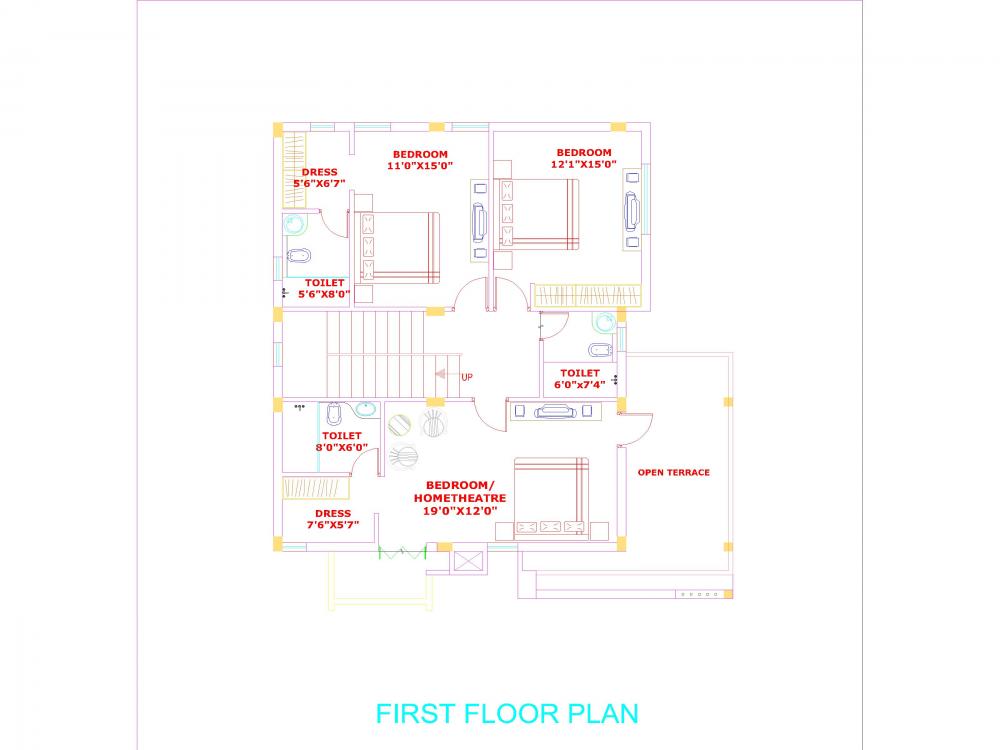 BEDROOM
11'0"X15'0"
BEDROOM
12'1"X15'0"
DRESS
5'6"X6'7"
TOILET
5'6"X8'0"
UP
TOILET
6'0"x7'4"
TOILET
8'0"X6'0"
OPEN TERRACE
BEDROOM/
HOMETHEATRE
19'0"X12'0"
DRESS
7'6"X5'7"
FIRST FLOOR PLAN